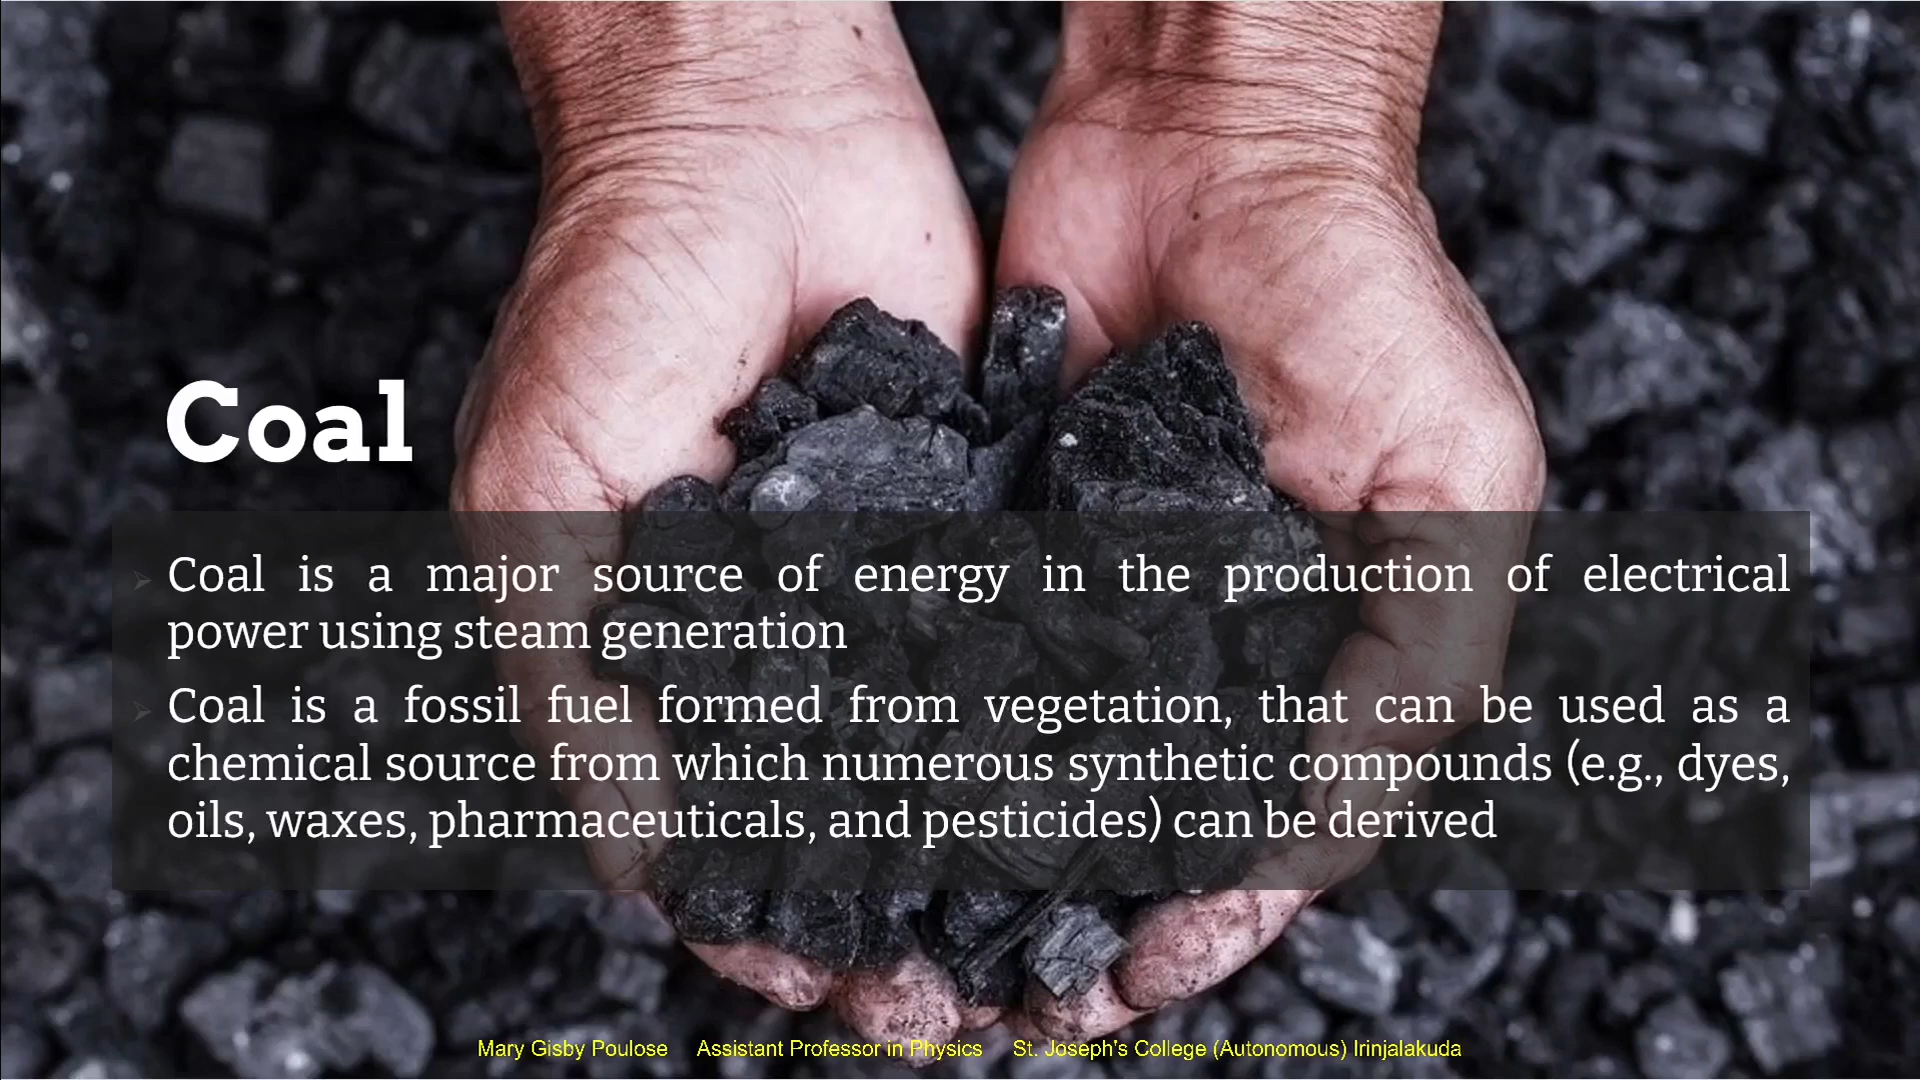 Coal
Coal is a major source of energy in the production of electrical
power using steam generation
Coal is a fossil fuel formed from vegetation, that can be used as a
chemical source from which numerous synthetic compounds (e.g., dyes,
oils, waxes, pharmaceuticals, and pesticides) can be derived
Mary Gisby Poulose Assistant Professor in Physics St. Joseph's College (Autonomous) Irinjalakuda